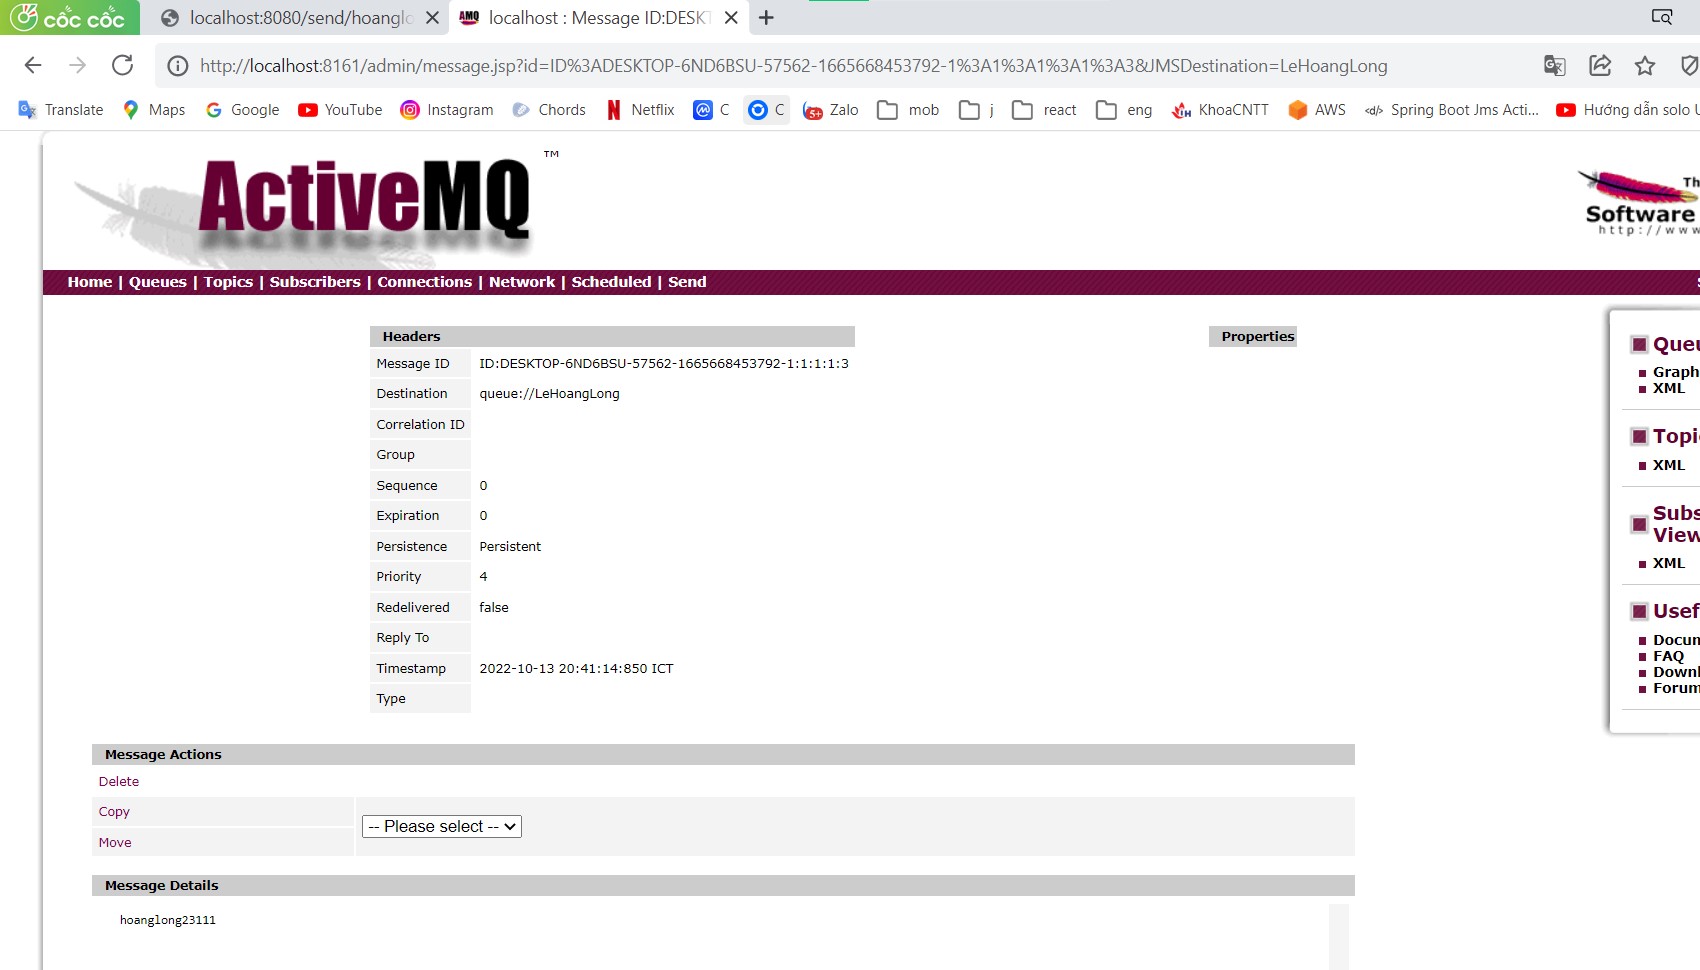 cốc cốc localhost:8080/send/hoanglo localhost : Message ID:DESKT
http://localhost:8161/admin/message.jsp?id=ID%3ADESKTOP-6ND6BSU-57562-1665668453792-1%3A1%3A1%3A1%3A3&JMSDestination=LeHoangLong
Translate Maps Google YouTube Instagram Chords Netflix C C Zalo mob j react eng KhoaCNTT AWS Spring Boot Jms Acti... Hướng dẫn solo
ActiveMQ ™
Th
Software
http://www
Home | Queues | Topics | Subscribers | Connections | Network | Scheduled | Send
Headers
Message ID ID:DESKTOP-6ND6BSU-57562-1665668453792-1:1:1:1:3
Destination queue://LeHoangLong
Correlation ID
Group
Sequence 0
Expiration 0
Persistence Persistent
Priority 4
Redelivered false
Reply To
Timestamp 2022-10-13 20:41:14:850 ICT
Type
Properties
Message Actions
Delete
Copy
Move
-- Please select --
Message Details
hoanglong23111
Queu
Graph
XML
Topi
XML
Subs
View
XML
Usef
Docun
FAQ
Downl
Forun